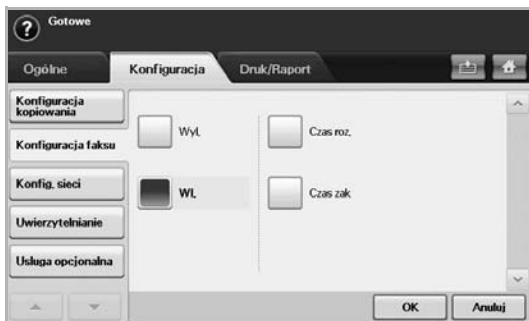 Gotowe
Ogólne
Konfiguracja
Druk/Raport
Konfiguracja
kopiowania
Konfiguracja faksu
Konfig. sieci
Uwierzytelnianie
Usługa opcjonalna
Wył.
Wł.
Czas roz.
Czas zak
OK
Anuluj